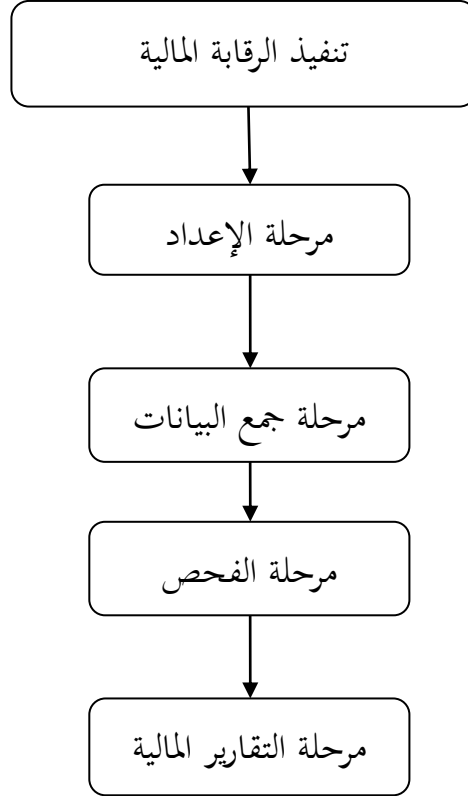 تنفيذ الرقابة المالية
مرحلة الإعداد
مرحلة جمع البيانات
مرحلة الفحص
مرحلة التقارير المالية